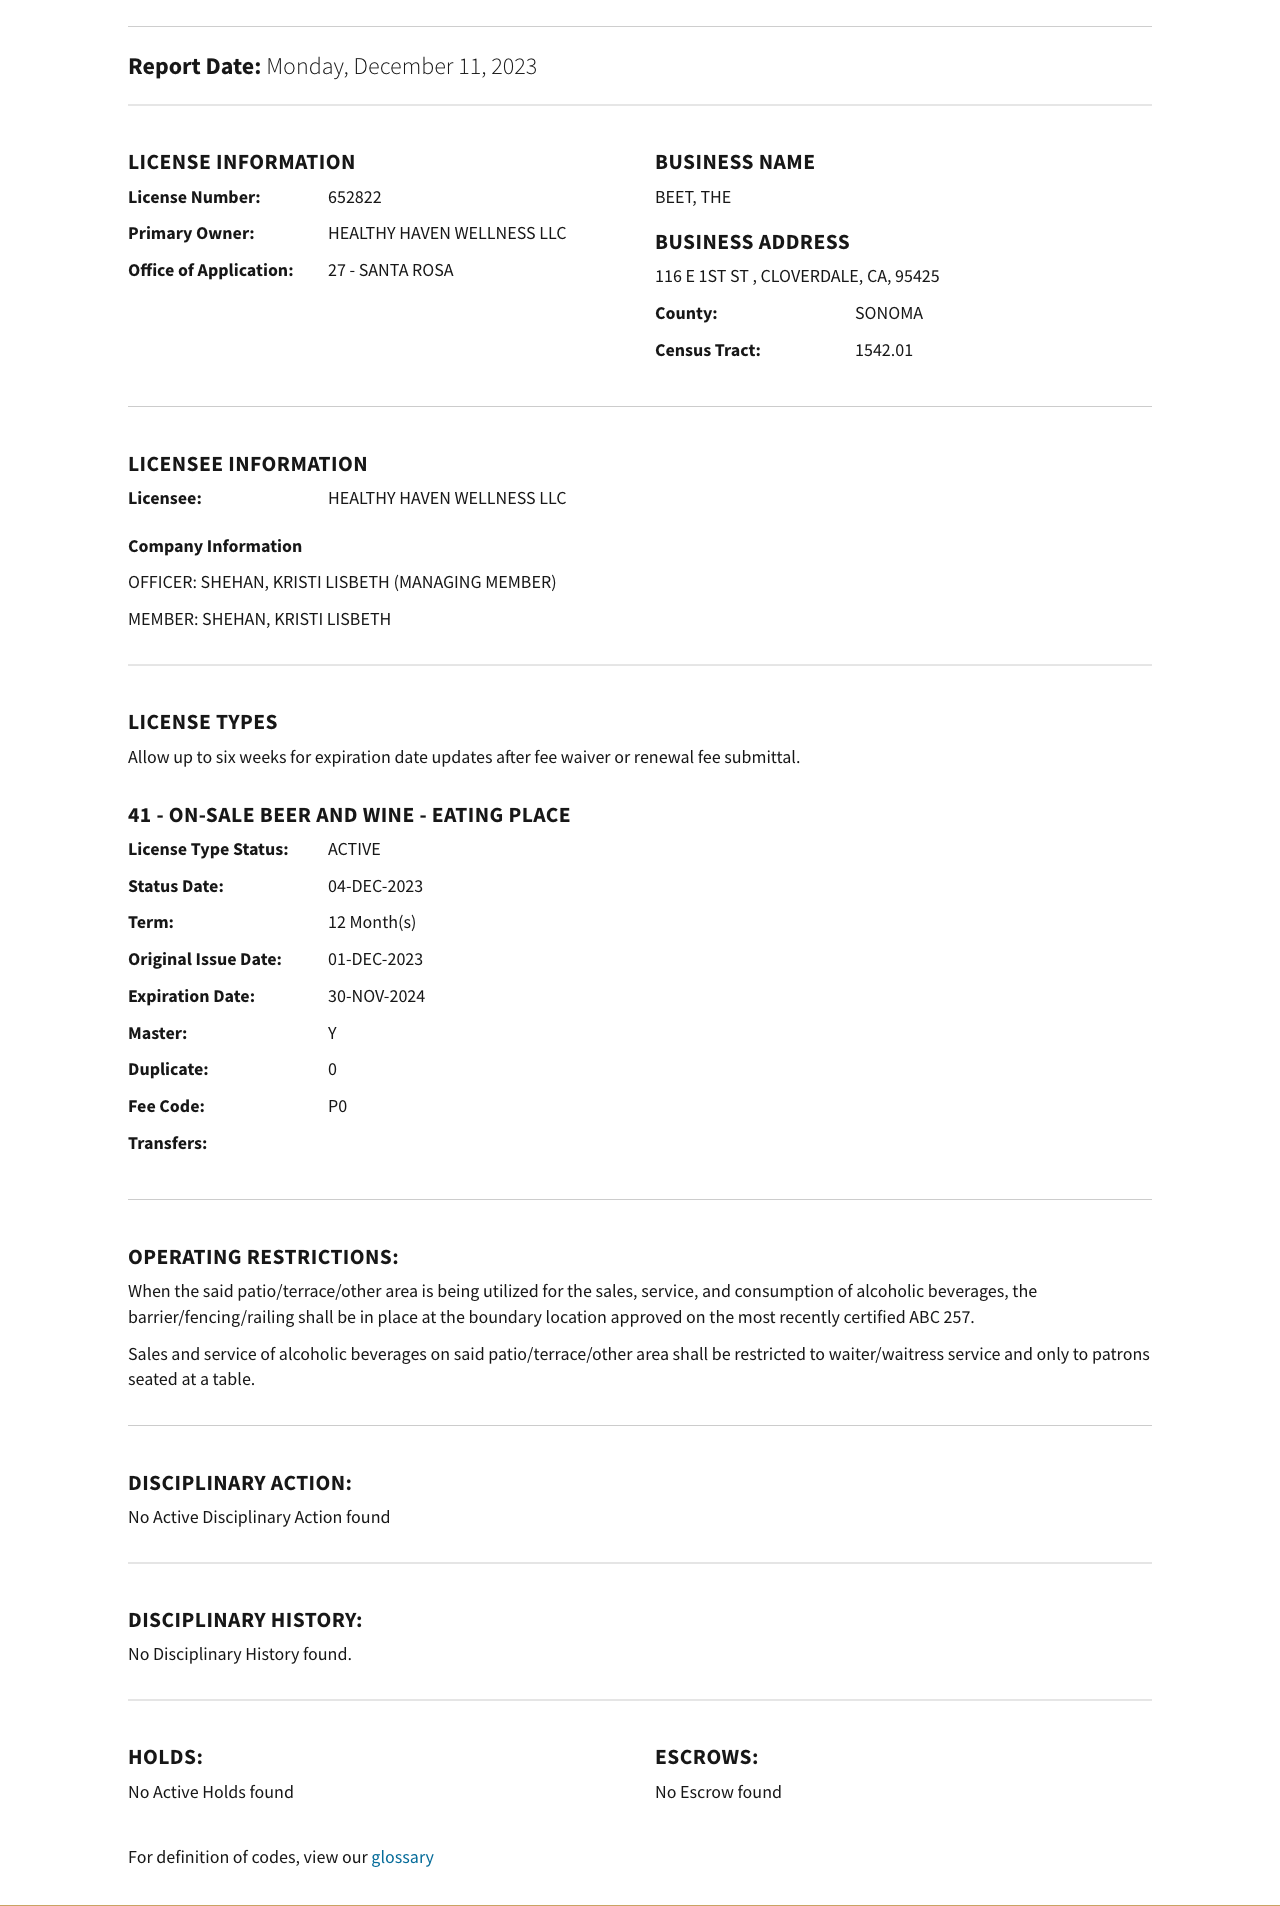 Report Date: Monday, December 11, 2023
LICENSE INFORMATION
License Number: 652822
Primary Owner: HEALTHY HAVEN WELLNESS LLC
Office of Application: 27 - SANTA ROSA
BUSINESS NAME
BEET, THE
BUSINESS ADDRESS
116 E 1ST ST , CLOVERDALE, CA, 95425
County: SONOMA
Census Tract: 1542.01
LICENSEE INFORMATION
Licensee: HEALTHY HAVEN WELLNESS LLC
Company Information
OFFICER: SHEHAN, KRISTI LISBETH (MANAGING MEMBER)
MEMBER: SHEHAN, KRISTI LISBETH
LICENSE TYPES
Allow up to six weeks for expiration date updates after fee waiver or renewal fee submittal.
41 - ON-SALE BEER AND WINE - EATING PLACE
License Type Status: ACTIVE
Status Date: 04-DEC-2023
Term: 12 Month(s)
Original Issue Date: 01-DEC-2023
Expiration Date: 30-NOV-2024
Master: Y
Duplicate: 0
Fee Code: P0
Transfers:
OPERATING RESTRICTIONS:
When the said patio/terrace/other area is being utilized for the sales, service, and consumption of alcoholic beverages, the
barrier/fencing/railing shall be in place at the boundary location approved on the most recently certified ABC 257.
Sales and service of alcoholic beverages on said patio/terrace/other area shall be restricted to waiter/waitress service and only to patrons
seated at a table.
DISCIPLINARY ACTION:
No Active Disciplinary Action found
DISCIPLINARY HISTORY:
No Disciplinary History found.
HOLDS:
No Active Holds found
ESCROWS:
No Escrow found
For definition of codes, view our glossary